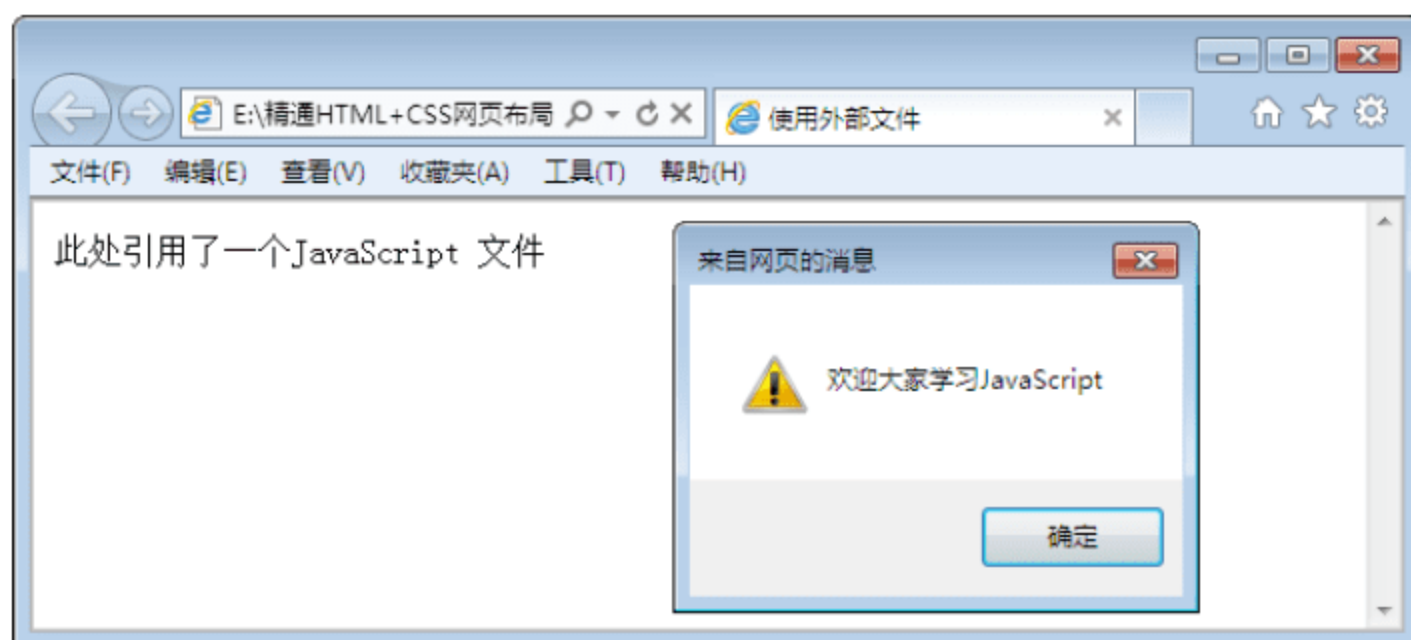 E:\精通HTML+CSS网页布局
使用外部文件
文件(F) 编辑(E) 查看(V) 收藏夹(A) 工具(T) 帮助(H)
此处引用了一个JavaScript 文件
来自网页的消息
欢迎大家学习JavaScript
确定